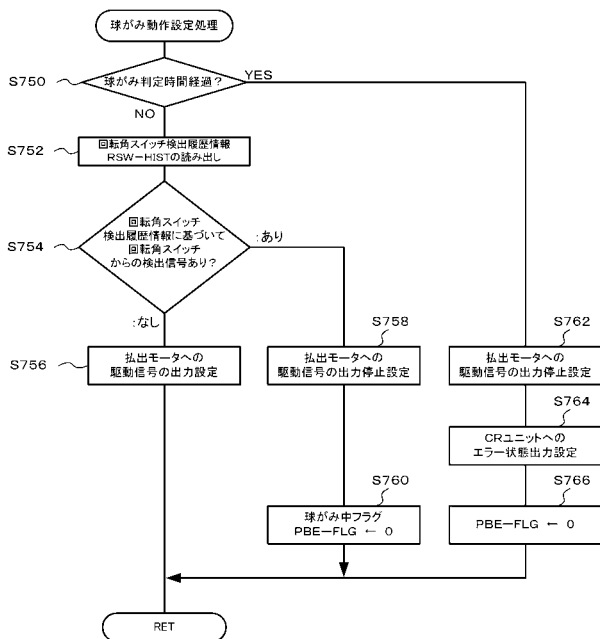 球がみ動作設定処理
S750
球がみ判定時間経過?
YES
NO
S752
回転角スイッチ検出履歴情報
RSW-HISTの読み出し
S754
回転角スイッチ
検出履歴情報に基づいて
回転角スイッチ
からの検出信号あり?
:あり
:なし
S756
払出モータへの
駆動信号の出力設定
S758
払出モータへの
駆動信号の出力停止設定
S762
払出モータへの
駆動信号の出力停止設定
S764
CRユニットへの
エラー状態出力設定
S760
球がみ中フラグ
PBE-FLG ← 0
S766
PBE-FLG ← 0
RET